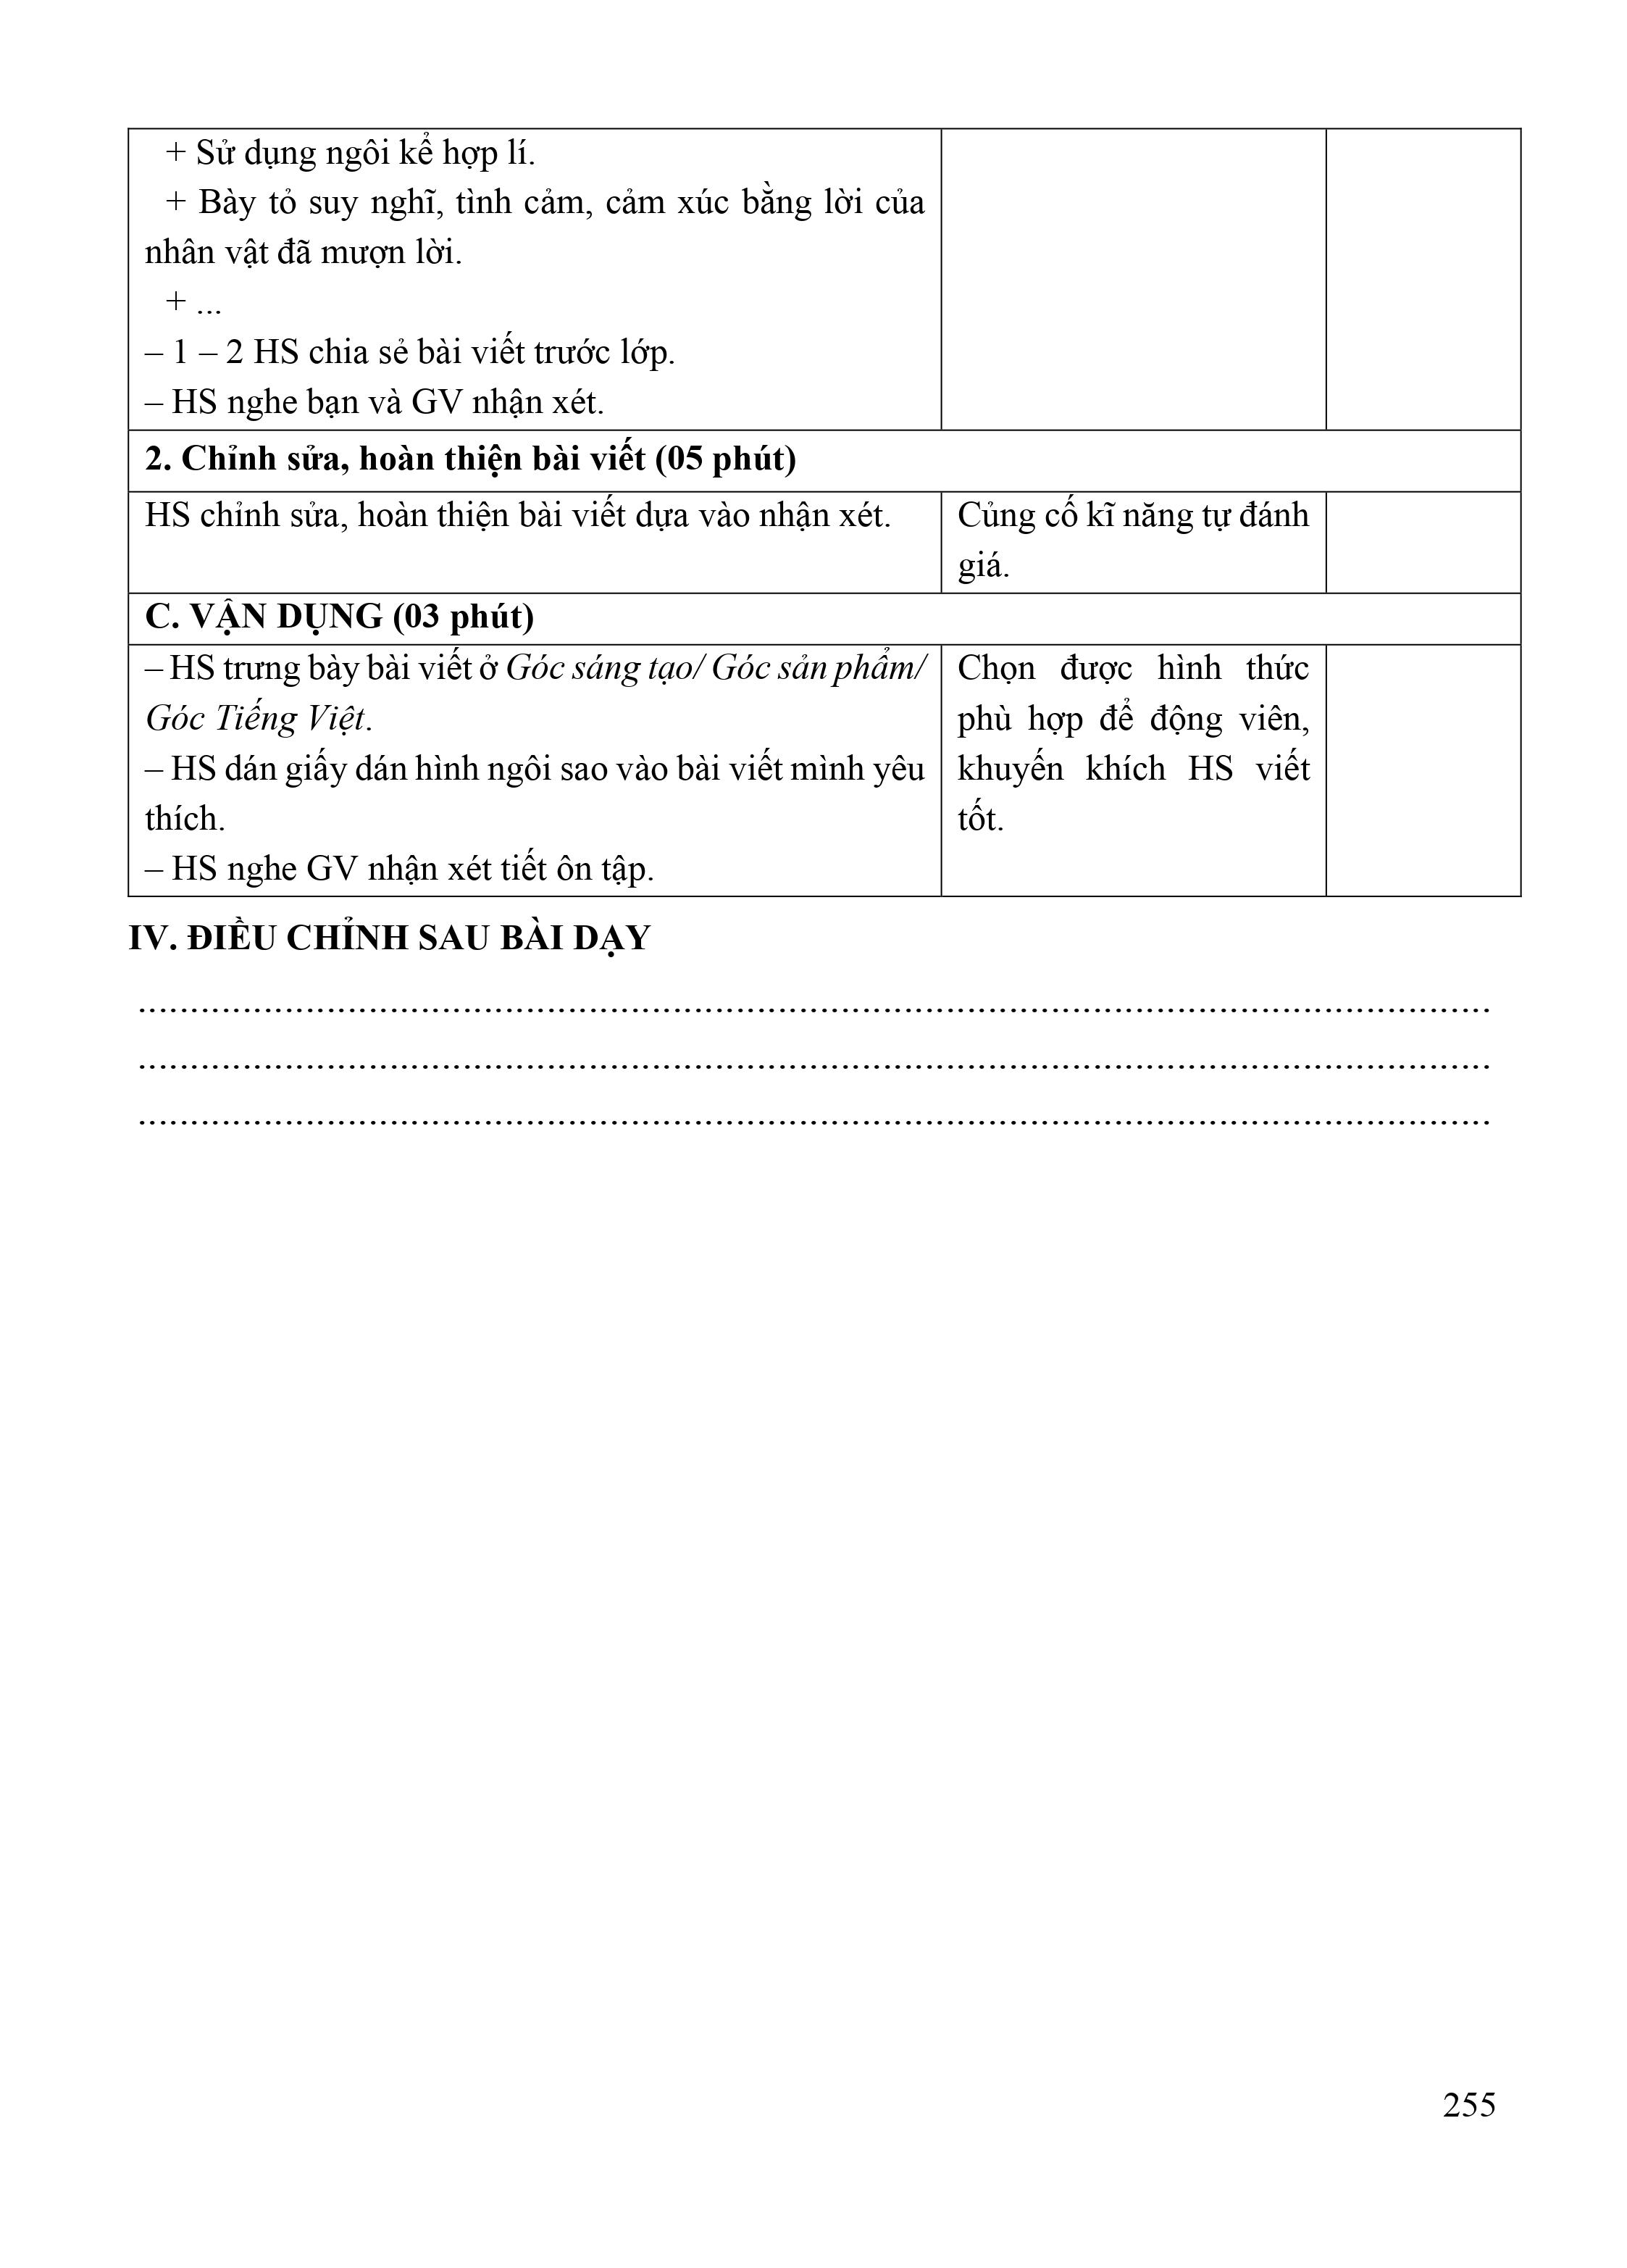 + Sử dụng ngôi kể hợp lí.
+ Bày tỏ suy nghĩ, tình cảm, cảm xúc bằng lời của
nhân vật đã mượn lời.
+ ...
– 1 – 2 HS chia sẻ bài viết trước lớp.
– HS nghe bạn và GV nhận xét.
2. Chỉnh sửa, hoàn thiện bài viết (05 phút)
HS chỉnh sửa, hoàn thiện bài viết dựa vào nhận xét.
Củng cố kĩ năng tự đánh
giá.
C. VẬN DỤNG (03 phút)
– HS trưng bày bài viết ở Góc sáng tạo/ Góc sản phẩm/
Góc Tiếng Việt.
– HS dán giấy dán hình ngôi sao vào bài viết mình yêu
thích.
– HS nghe GV nhận xét tiết ôn tập.
Chọn được hình thức
phù hợp để động viên,
khuyến khích HS viết
tốt.
IV. ĐIỀU CHỈNH SAU BÀI DẠY
..................................................................................................................................
..................................................................................................................................
..................................................................................................................................
255